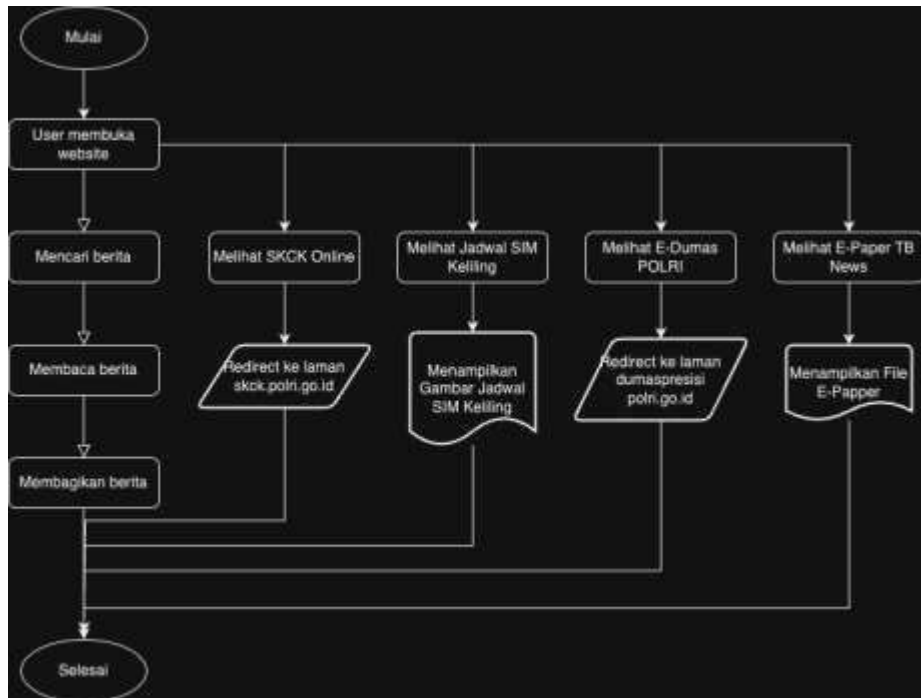 Mulai
User membuka
website
Mencari berita
Melihat SKCK Online
Melihat Jadwal SIM
Keliling
Melihat E-Dumas
POLRI
Melihat E-Paper TB
News
Membaca berita
Redirect ke laman
skck.polri.go.id
Menampilkan
Gambar Jadwal
SIM Keliling
Redirect ke laman
dumaspresisi
polri.go.id
Menampilkan File
E-Papper
Membagikan berita
Selesai